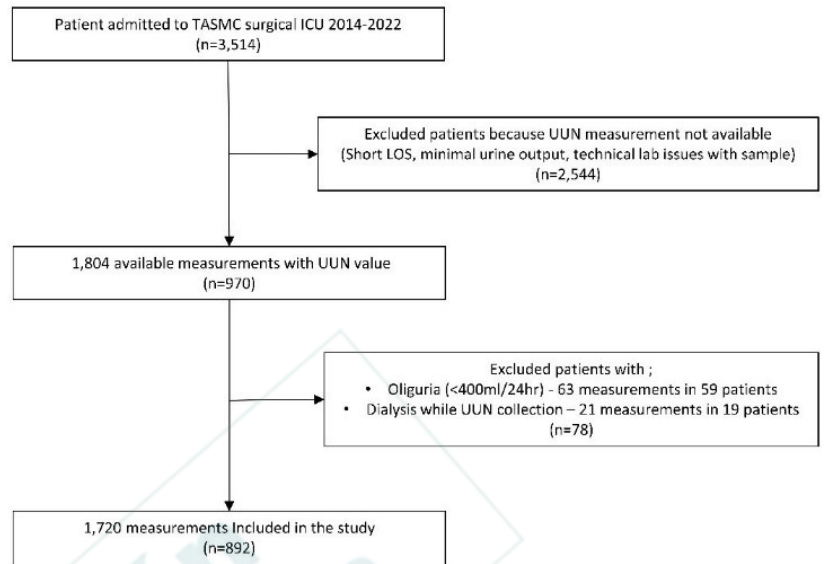 Patient admitted to TASMC surgical ICU 2014-2022
(n=3,514)
Excluded patients because UUN measurement not available
(Short LOS, minimal urine output, technical lab issues with sample)
(n=2,544)
1,804 available measurements with UUN value
(n=970)
Excluded patients with ;
• Oliguria (<400ml/24hr) - 63 measurements in 59 patients
• Dialysis while UUN collection – 21 measurements in 19 patients
(n=78)
1,720 measurements Included in the study
(n=892)